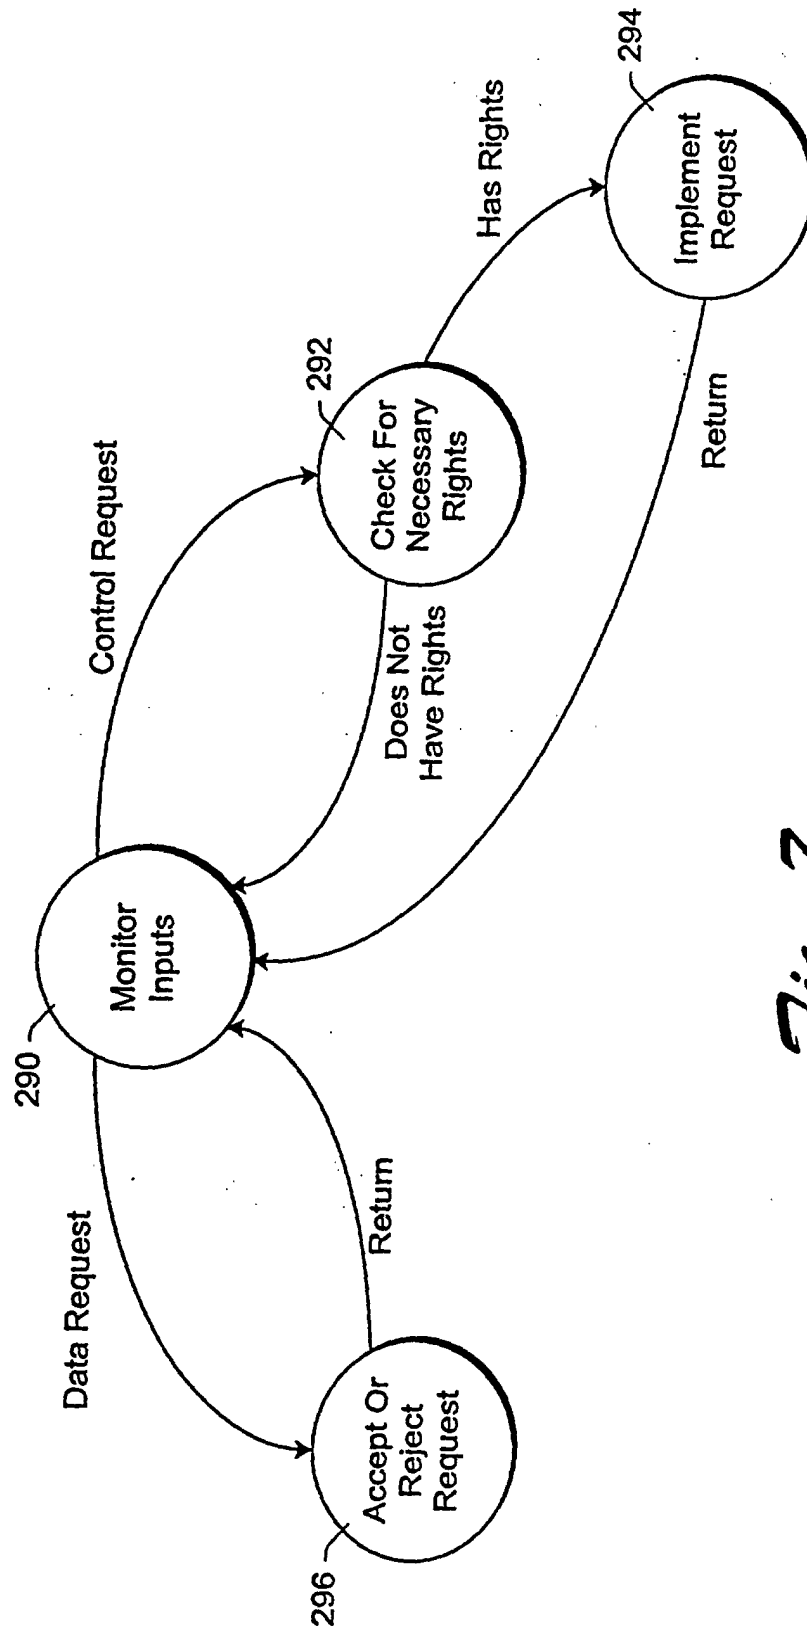 290
Monitor
Inputs
Data Request
Control Request
296
Accept Or
Reject
Request
Return
Does Not
Have Rights
292
Check For
Necessary
Rights
Has Rights
294
Implement
Request
Return